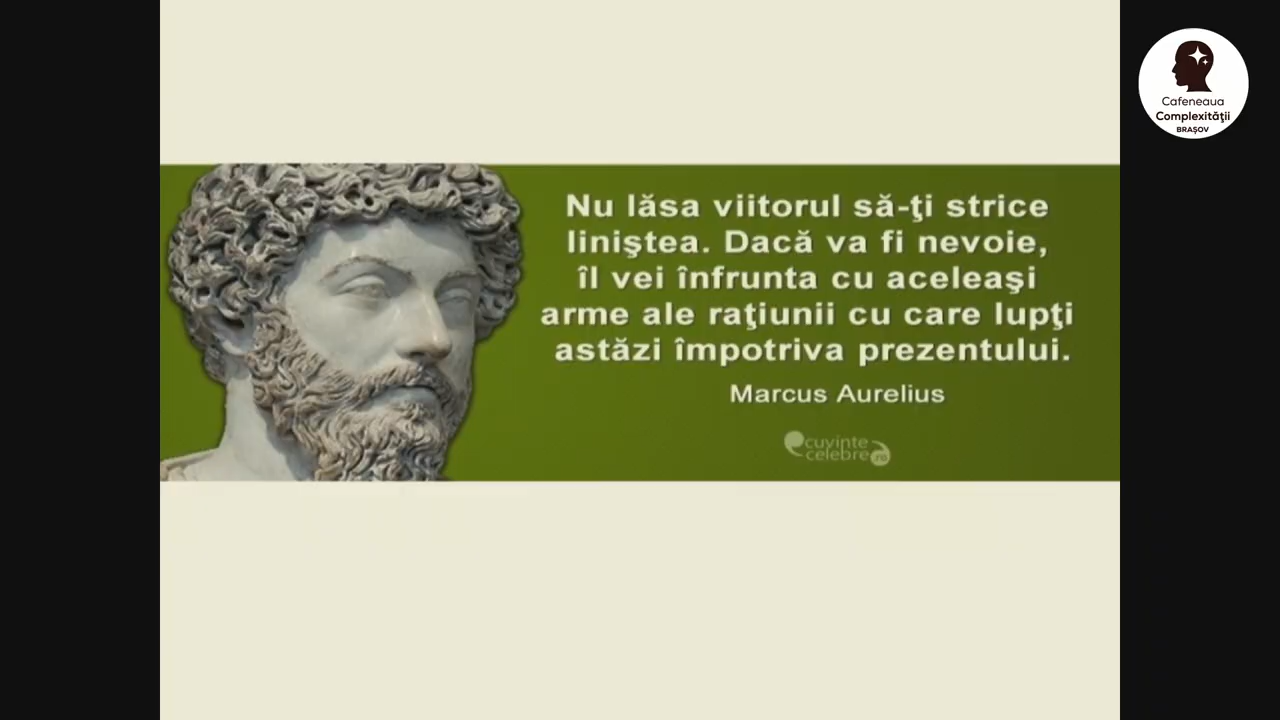 Cafeneaua
Complexităţii
BRAŞOV
Nu lăsa viitorul să-ţi strice
liniştea. Dacă va fi nevoie,
îl vei înfrunta cu aceleaşi
arme ale raţiunii cu care lupţi
astăzi împotriva prezentului.
Marcus Aurelius
cuvinte
celebre.ro